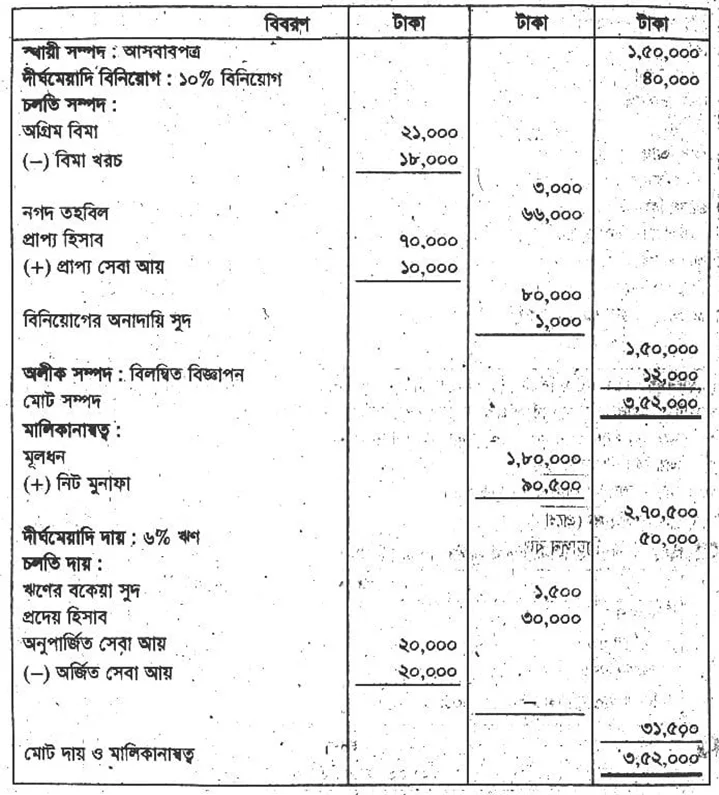 বিবরণ টাকা টাকা টাকা
স্থায়ী সম্পদ : আসবাবপত্র ১,৫০,০০০
দীর্ঘমেয়াদি বিনিয়োগ : ১০% বিনিয়োগ ৪০,০০০
চলতি সম্পদ :
অগ্রিম বিমা ২১,০০০
(–) বিমা খরচ ১৮,০০০
৩,০০০
নগদ তহবিল ৬৬,০০০
প্রাপ্য হিসাব ৭০,০০০
(+) প্রাপ্য সেবা আয় ১০,০০০
৮০,০০০
বিনিয়োগের অনাদায়ি সুদ ১,০০০
১,৫০,০০০
অলীক সম্পদ : বিলম্বিত বিজ্ঞাপন ১২,০০০
মোট সম্পদ ৩,৫২,০০০
মালিকানাস্বত্ব :
মূলধন ১,৮০,০০০
(+) নিট মুনাফা ৯০,৫০০
২,৭০,৫০০
দীর্ঘমেয়াদি দায় : ৬% ঋণ ৫০,০০০
চলতি দায় :
ঋণের বকেয়া সুদ ১,৫০০
প্রদেয় হিসাব ৩০,০০০
অনুপার্জিত সেবা আয় ২০,০০০
(–) অর্জিত সেবা আয় ২০,০০০
–
৩১,৫০০
মোট দায় ও মালিকানাস্বত্ব ৩,৫২,০০০